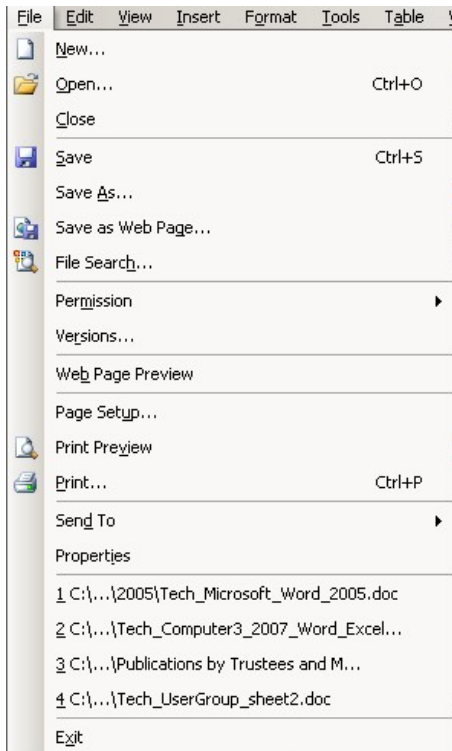 File Edit View Insert Format Tools Table
New...
Open... Ctrl+O
Close
Save Ctrl+S
Save As...
Save as Web Page...
File Search...
Permission
Versions...
Web Page Preview
Page Setup...
Print Preview
Print... Ctrl+P
Send To
Properties
1 C:\...\2005\Tech_Microsoft_Word_2005.doc
2 C:\...\Tech_Computer3_2007_Word_Excel...
3 C:\...\Publications by Trustees and M...
4 C:\...\Tech_UserGroup_sheet2.doc
Exit